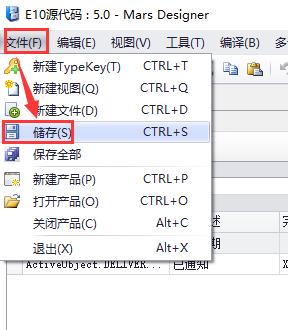 E10源代码 : 5.0 - Mars Designer
文件(F) 编辑(E) 视图(V) 工具(T) 编译(B) 多
新建TypeKey(T) CTRL+T
新建视图(Q) CTRL+Q
新建文件(D) CTRL+D
储存(S) CTRL+S
保存全部
新建产品(P) CTRL+P
打开产品(O) CTRL+O
关闭产品(C) Alt+C
述
退出(X) Alt+X
期
ActiveObject.DELIVER... 已通知 X